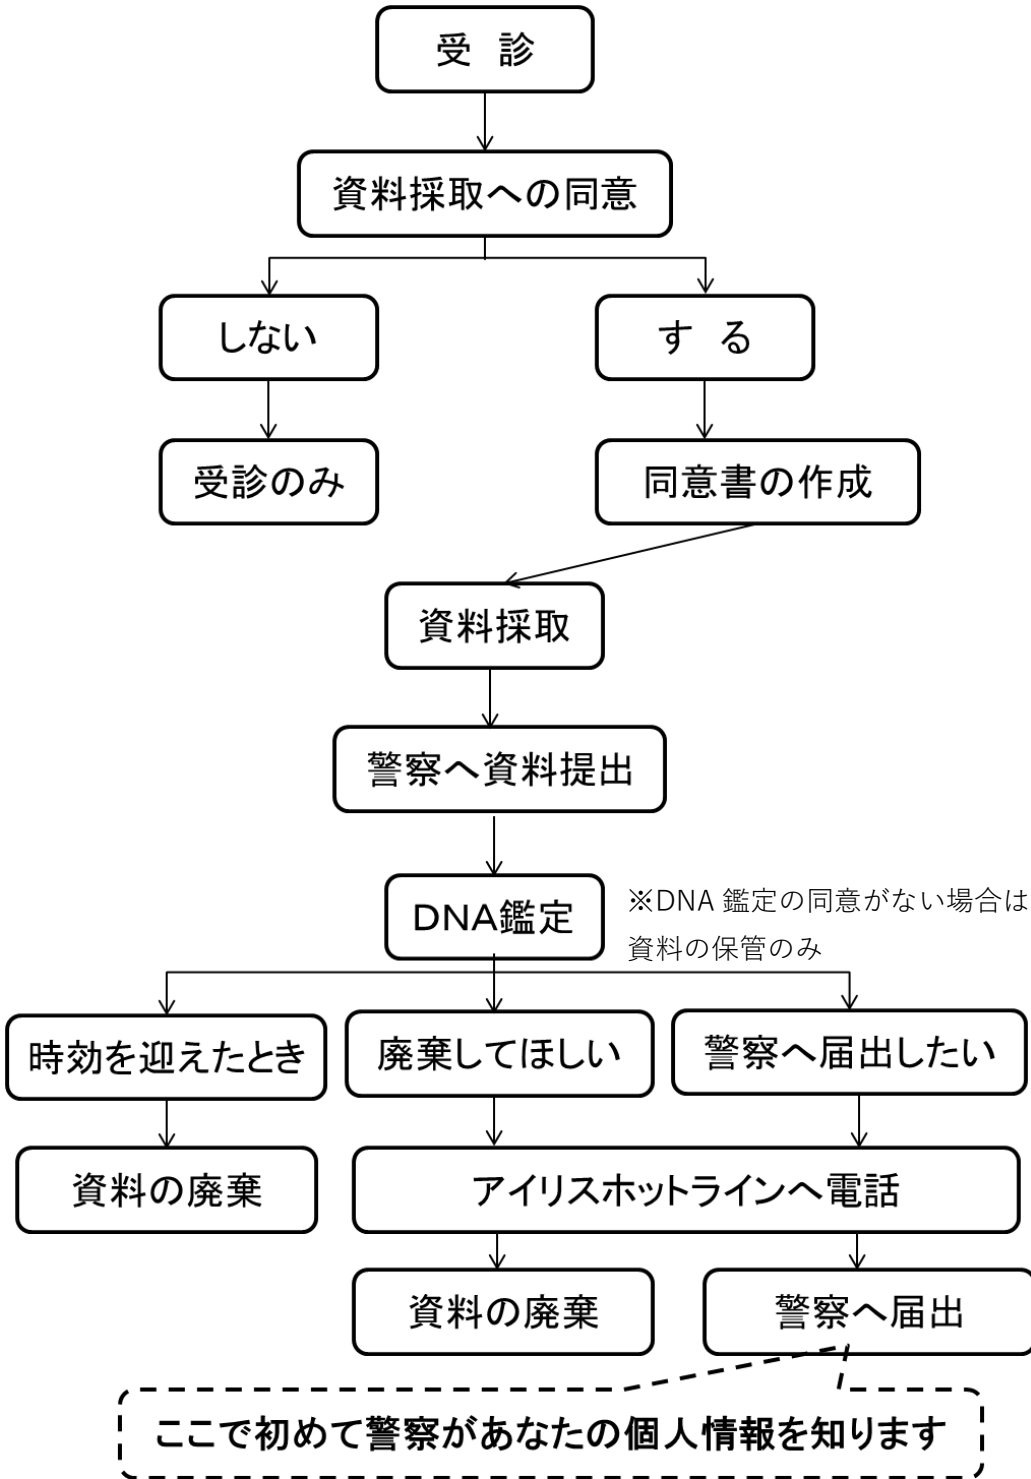 受　診
資料採取への同意
しない
す　る
受診のみ
同意書の作成
資料採取
警察へ資料提出
DNA鑑定
※DNA 鑑定の同意がない場合は
資料の保管のみ
時効を迎えたとき
廃棄してほしい
警察へ届出したい
資料の廃棄
アイリスホットラインへ電話
資料の廃棄
警察へ届出
ここで初めて警察があなたの個人情報を知ります